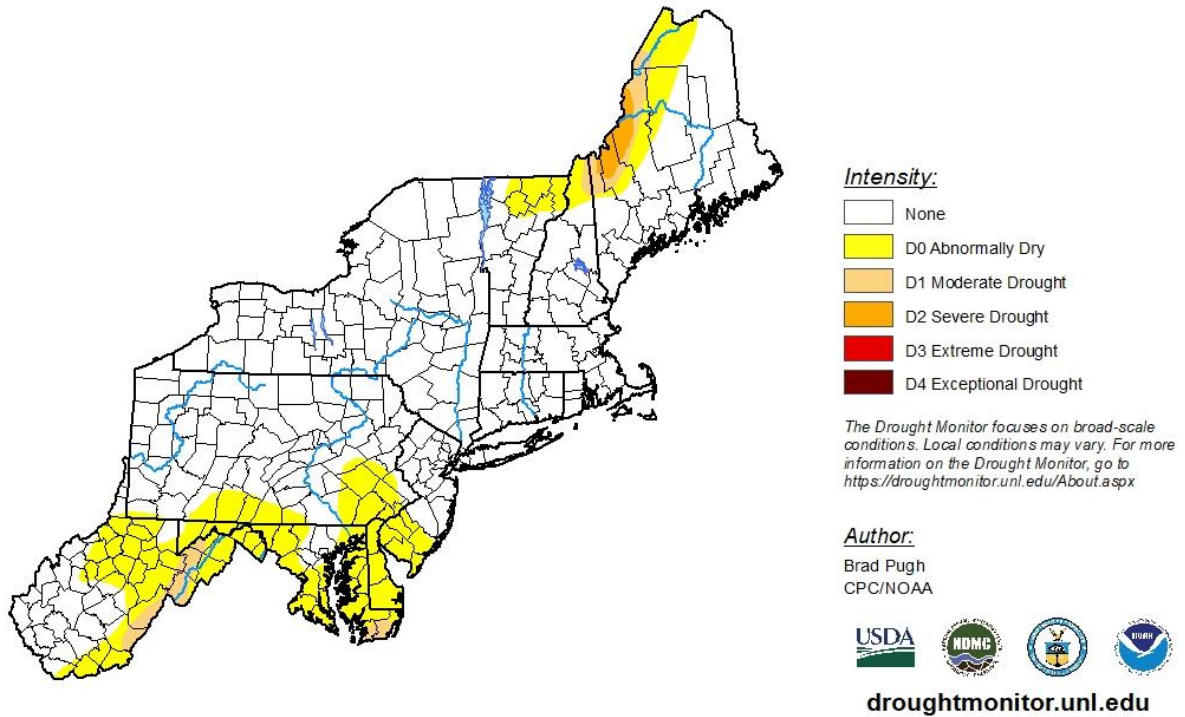 Intensity:
None
D0 Abnormally Dry
D1 Moderate Drought
D2 Severe Drought
D3 Extreme Drought
D4 Exceptional Drought
The Drought Monitor focuses on broad-scale
conditions. Local conditions may vary. For more
information on the Drought Monitor, go to
https://droughtmonitor.unl.edu/About.aspx
Author:
Brad Pugh
CPC/NOAA
USDA
NDMC
NOAA
droughtmonitor.unl.edu